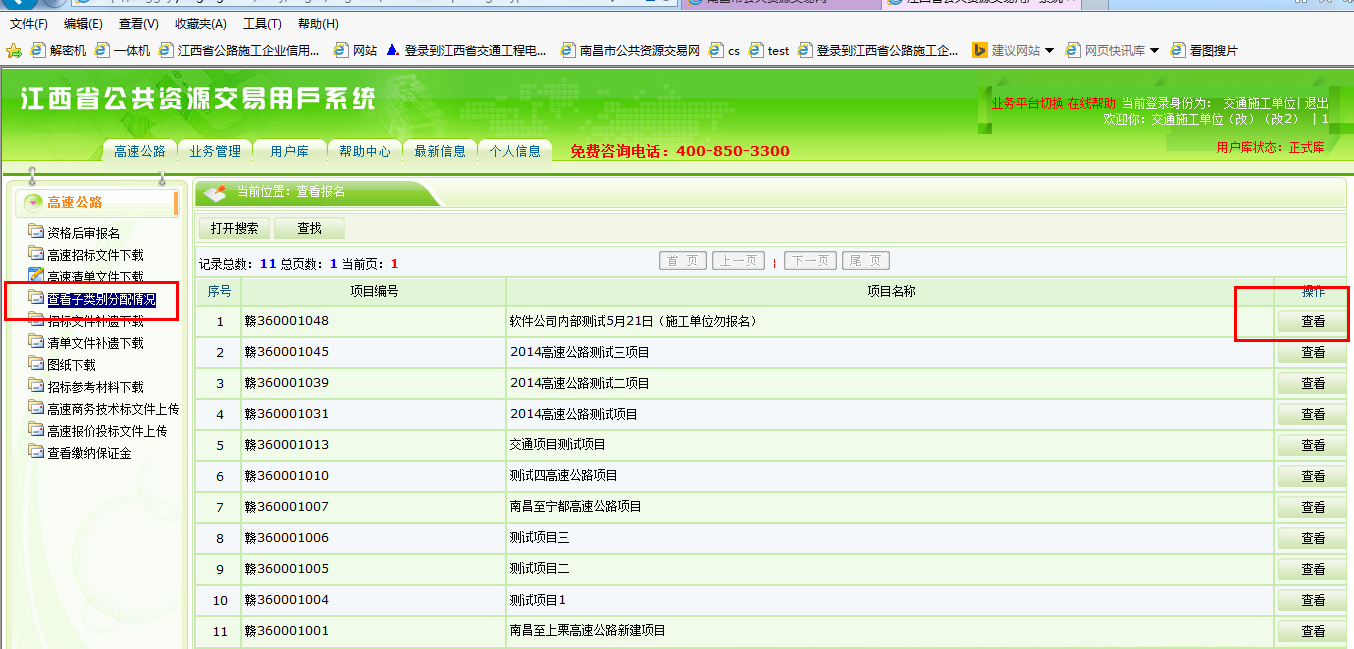 南昌市公共资源交易网
江西省公共资源交易用户系统
文件(F) 编辑(E) 查看(V) 收藏夹(A) 工具(T) 帮助(H)
解密机 一体机 江西省公路施工企业信用... 网站 登录到江西省交通工程电... 南昌市公共资源交易网 cs test 登录到江西省公路施工企... 建议网站 网页快讯库 看图搜片
江西省公共资源交易用戶系统
业务平台切换 在线帮助 当前登录身份为： 交通施工单位| 退出
欢迎你：交通施工单位（改）（改2） | 1
高速公路 业务管理 用户库 帮助中心 最新信息 个人信息 免费咨询电话：400-850-3300
用户库状态：正式库
高速公路
资格后审报名
高速招标文件下载
高速清单文件下载
查看子类别分配情况
招标文件补遗下载
清单文件补遗下载
图纸下载
招标参考材料下载
高速商务技术标文件上传
高速报价投标文件上传
查看缴纳保证金
当前位置：查看报名
打开搜索 查找
记录总数：11 总页数：1 当前页：1 首 页 上一页 下一页 尾 页
序号 项目编号 项目名称 操作
1 赣360001048 软件公司内部测试5月21日（施工单位勿报名） 查看
2 赣360001045 2014高速公路测试三项目 查看
3 赣360001039 2014高速公路测试二项目 查看
4 赣360001031 2014高速公路测试项目 查看
5 赣360001013 交通项目测试项目 查看
6 赣360001010 测试四高速公路项目 查看
7 赣360001007 南昌至宁都高速公路项目 查看
8 赣360001006 测试项目三 查看
9 赣360001005 测试项目二 查看
10 赣360001004 测试项目1 查看
11 赣360001001 南昌至上栗高速公路新建项目 查看